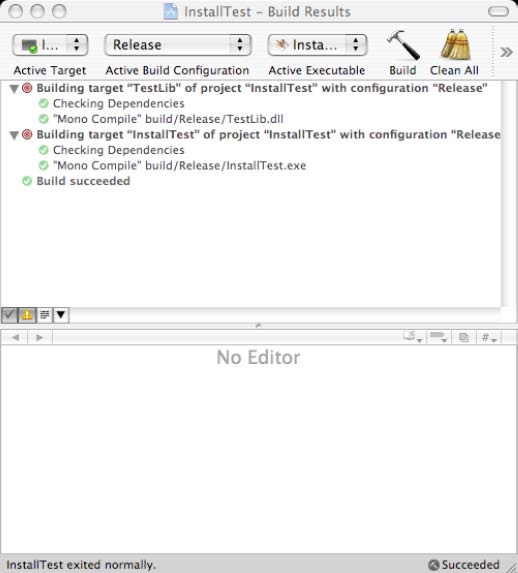 InstallTest – Build Results
I... Release Insta...
Active Target Active Build Configuration Active Executable Build Clean All
Building target “TestLib” of project “InstallTest” with configuration “Release”
Checking Dependencies
"Mono Compile" build/Release/TestLib.dll
Building target “InstallTest” of project “InstallTest” with configuration “Release
Checking Dependencies
"Mono Compile" build/Release/InstallTest.exe
Build succeeded
#
No Editor
InstallTest exited normally. Succeeded